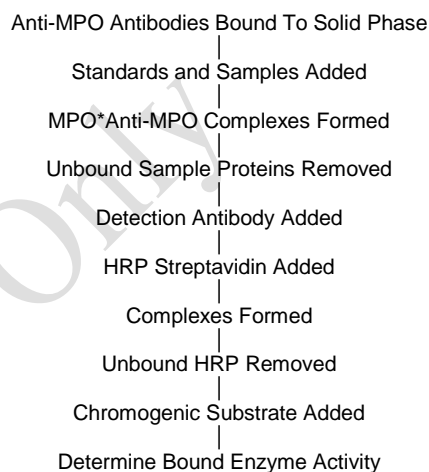 Anti-MPO Antibodies Bound To Solid Phase
Standards and Samples Added
MPO*Anti-MPO Complexes Formed
Unbound Sample Proteins Removed
Detection Antibody Added
HRP Streptavidin Added
Complexes Formed
Unbound HRP Removed
Chromogenic Substrate Added
Determine Bound Enzyme Activity
Only